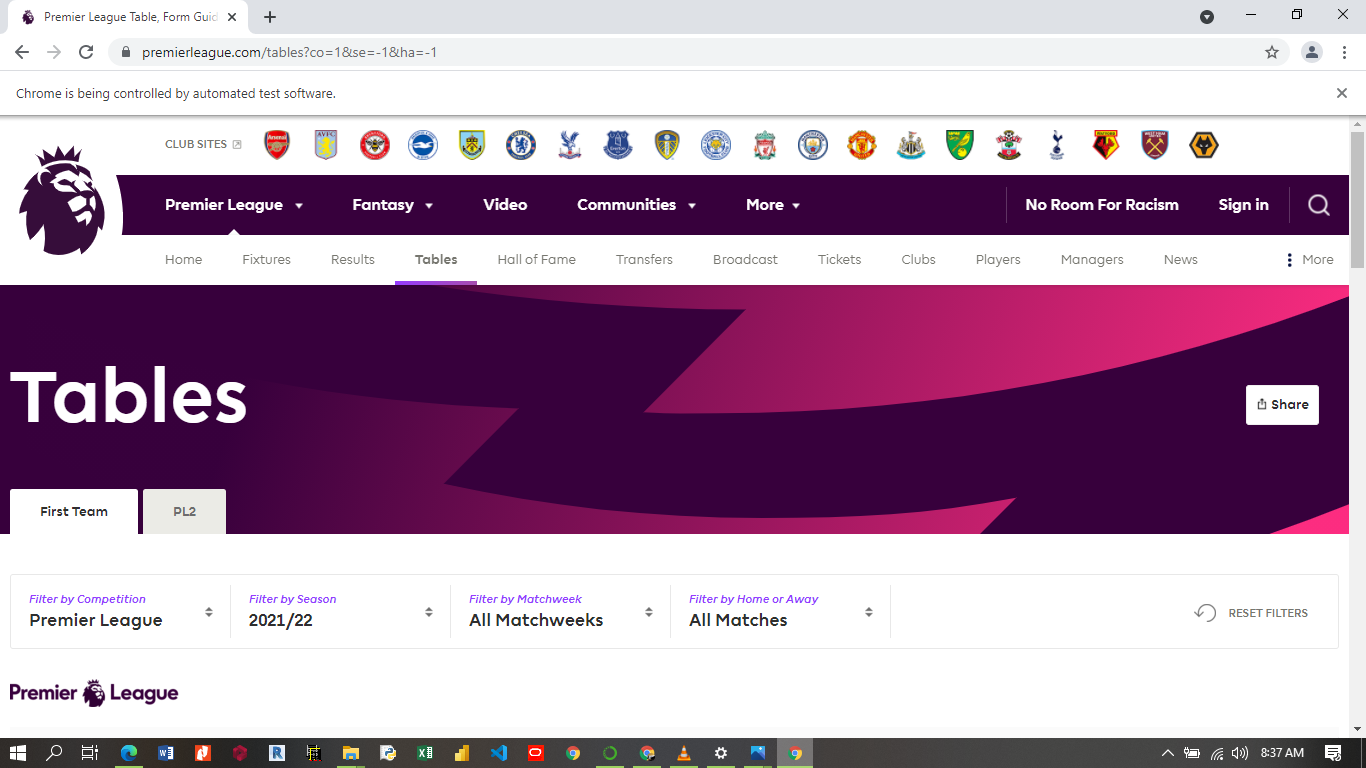 Premier League Table, Form Guid
premierleague.com/tables?co=1&se=-1&ha=-1
Chrome is being controlled by automated test software.
CLUB SITES
Premier League
Fantasy
Video
Communities
More
No Room For Racism
Sign in
Home
Fixtures
Results
Tables
Hall of Fame
Transfers
Broadcast
Tickets
Clubs
Players
Managers
News
More
Tables
Share
First Team
PL2
Filter by Competition
Premier League
Filter by Season
2021/22
Filter by Matchweek
All Matchweeks
Filter by Home or Away
All Matches
RESET FILTERS
Premier League
8:37 AM